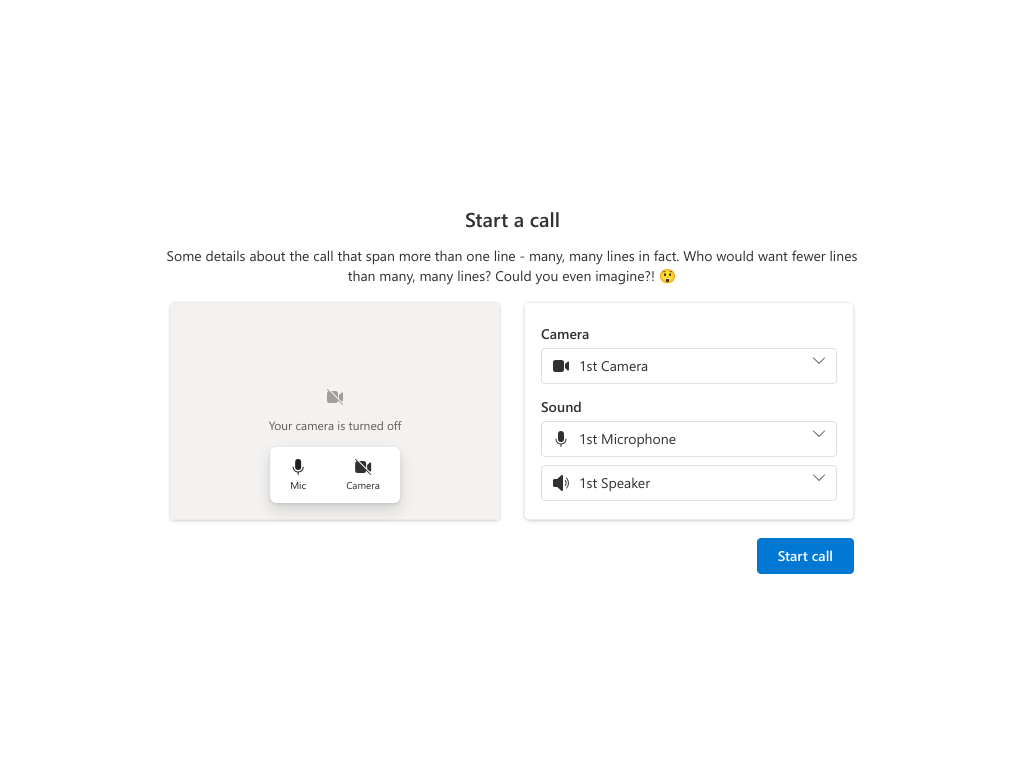 Start a call
Some details about the call that span more than one line - many, many lines in fact. Who would want fewer lines
than many, many lines? Could you even imagine?! 😲
Your camera is turned off
Mic
Camera
Camera
1st Camera
Sound
1st Microphone
1st Speaker
Start call